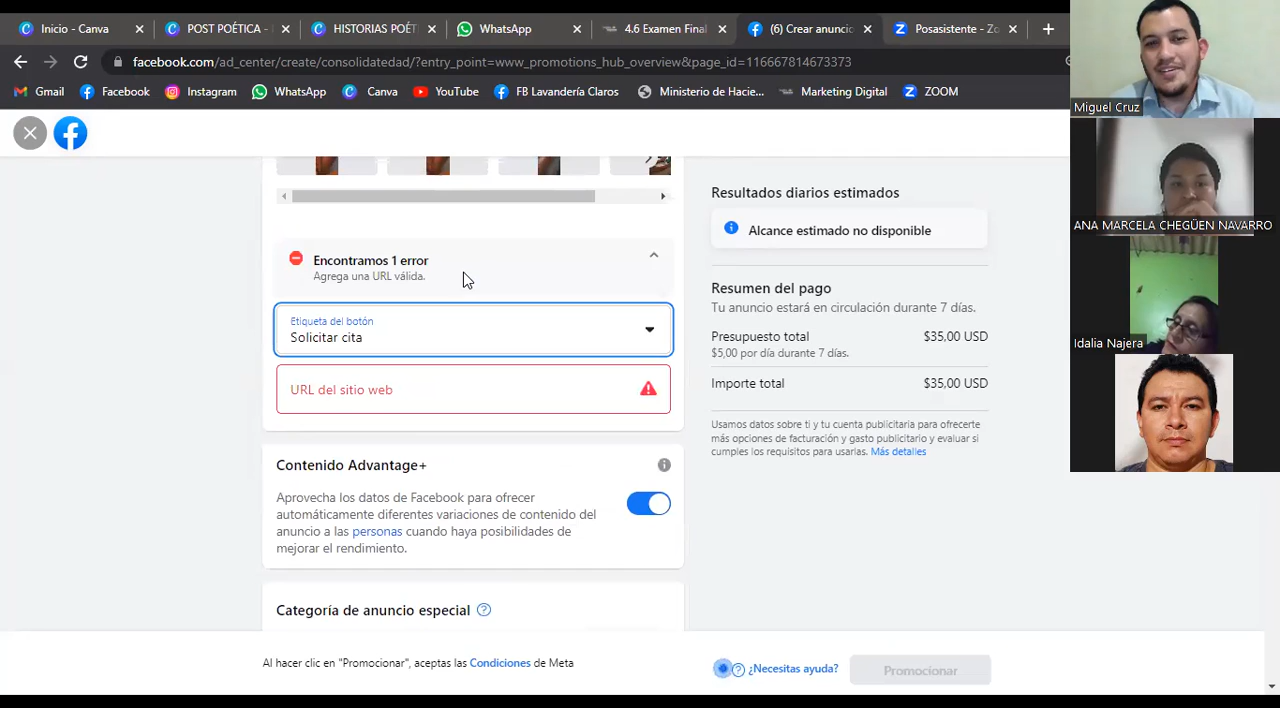 Inicio - Canva
POST POÉTICA -
HISTORIAS POÉT
WhatsApp
4.6 Examen Final
(6) Crear anuncio
Posasistente - Zo
facebook.com/ad_center/create/consolidatedad/?entry_point=www_promotions_hub_overview&page_id=116667814673373
Gmail
Facebook
Instagram
WhatsApp
Canva
YouTube
FB Lavandería Claros
Ministerio de Hacie...
Marketing Digital
ZOOM
Encontramos 1 error
Agrega una URL válida.
Etiqueta del botón
Solicitar cita
URL del sitio web
Contenido Advantage+
Aprovecha los datos de Facebook para ofrecer
automáticamente diferentes variaciones de contenido del
anuncio a las personas cuando haya posibilidades de
mejorar el rendimiento.
Categoría de anuncio especial
Resultados diarios estimados
Alcance estimado no disponible
Resumen del pago
Tu anuncio estará en circulación durante 7 días.
Presupuesto total $35,00 USD
$5,00 por día durante 7 días.
Importe total $35,00 USD
Usamos datos sobre ti y tu cuenta publicitaria para ofrecerte
más opciones de facturación y gasto publicitario y evaluar si
cumples los requisitos para usarlas. Más detalles
Al hacer clic en "Promocionar", aceptas las Condiciones de Meta
¿Necesitas ayuda?
Promocionar
Miguel Cruz
ANA MARCELA CHEGÜEN NAVARRO
Idalia Najera